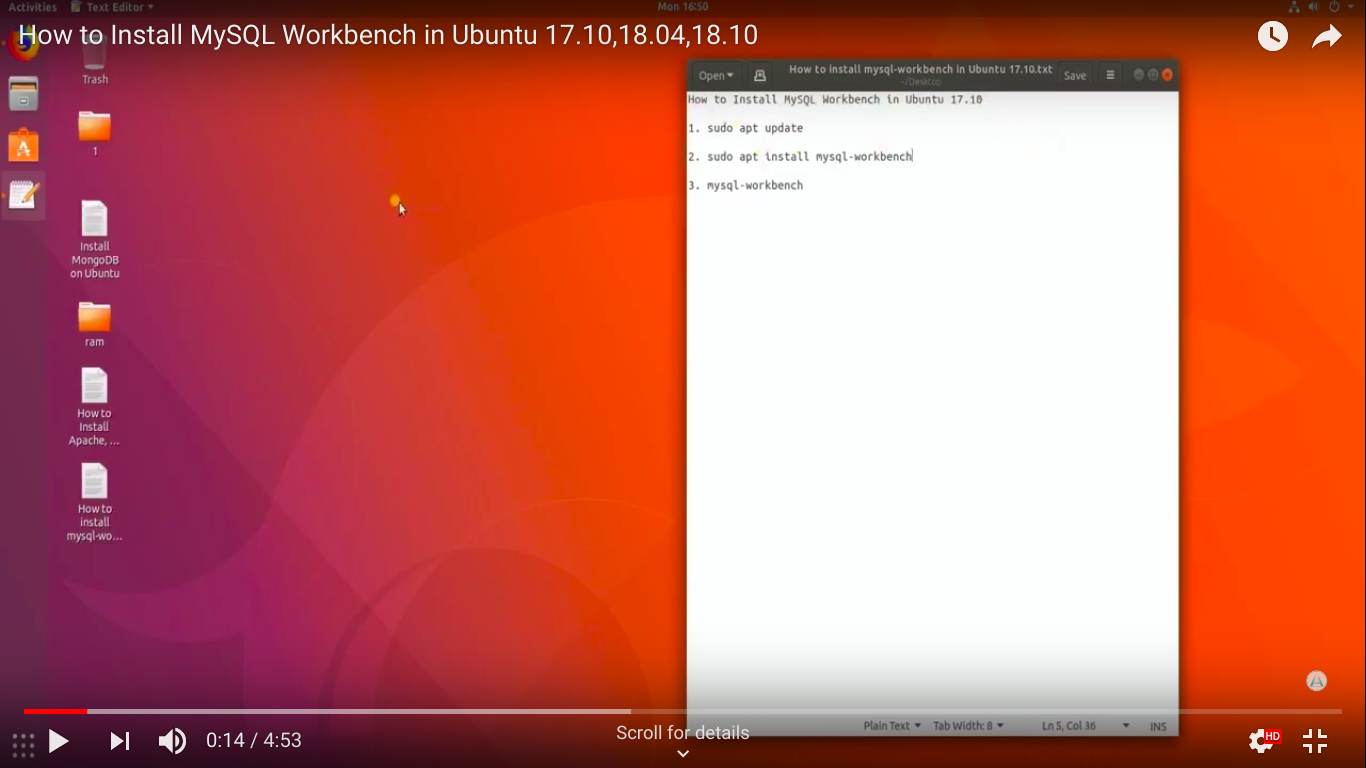 Activities Text Editor Mon 16:50
How to Install MySQL Workbench in Ubuntu 17.10,18.04,18.10
Trash
1
Install
MongoDB
on Ubuntu
ram
How to
Install
Apache, ...
How to
install
mysql-wo...
Open How to install mysql-workbench in Ubuntu 17.10.txt Save
~/Desktop
How to Install MySQL Workbench in Ubuntu 17.10
1. sudo apt update
2. sudo apt install mysql-workbench
3. mysql-workbench
Plain Text Tab Width: 8 Ln 5, Col 36 INS
0:14 / 4:53 Scroll for details HD